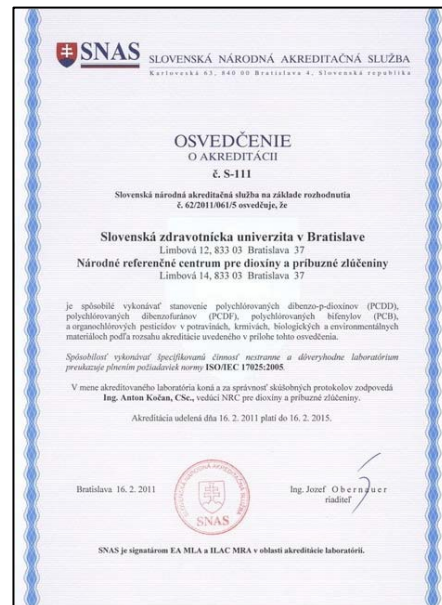 SNAS SLOVENSKÁ NÁRODNÁ AKREDITAČNÁ SLUŽBA
Karloveská 63, 840 00 Bratislava 4, Slovenská republika
OSVEDČENIE
O AKREDITÁCII
č. S-111
Slovenská národná akreditačná služba na základe rozhodnutia
č. 62/2011/061/5 osvedčuje, že
Slovenská zdravotnícka univerzita v Bratislave
Limbová 12, 833 03 Bratislava 37
Národné referenčné centrum pre dioxíny a príbuzné zlúčeniny
Limbová 14, 833 03 Bratislava 37
je spôsobilé vykonávať stanovenie polychlórovaných dibenzo-p-dioxínov (PCDD),
polychlórovaných dibenzofuránov (PCDF), polychlórovaných bifenylov (PCB),
a organochlórových pesticídov v potravinách, krmivách, biologických a environmentálnych
materiáloch podľa rozsahu akreditácie uvedeného v prílohe tohto osvedčenia.
Spôsobilosť vykonávať špecifikovanú činnosť nestranne a dôveryhodne laboratórium
preukazuje plnením požiadaviek normy ISO/IEC 17025:2005.
V mene akreditovaného laboratória koná a za správnosť skúšobných protokolov zodpovedá
Ing. Anton Kočan, CSc., vedúci NRC pre dioxíny a príbuzné zlúčeniny.
Akreditácia udelená dňa 16. 2. 2011 platí do 16. 2. 2015.
Bratislava 16. 2. 2011
Ing. Jozef Obernauer
riaditeľ
SLOVENSKÁ NÁRODNÁ AKREDITAČNÁ SLUŽBA
SNAS
SNAS je signatárom EA MLA a ILAC MRA v oblasti akreditácie laboratórií.